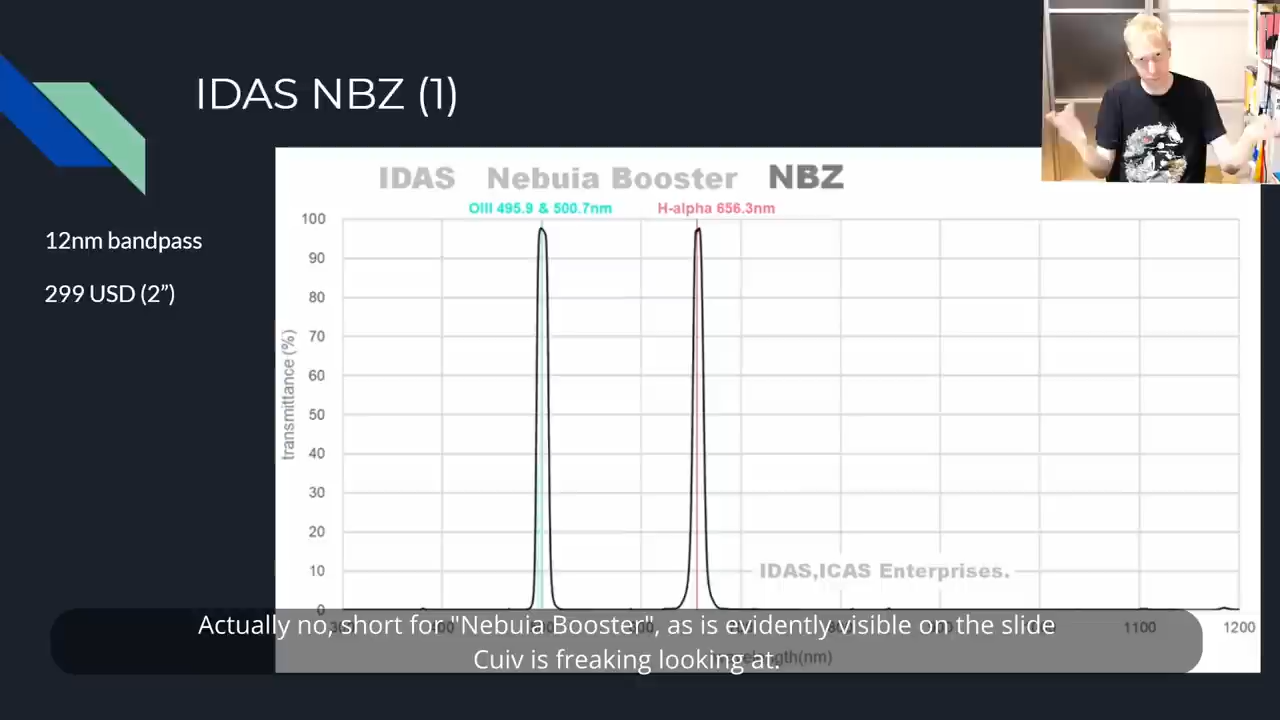 IDAS NBZ (1)
12nm bandpass
299 USD (2”)
IDAS Nebuia Booster NBZ
OIII 495.9 & 500.7nm H-alpha 656.3nm
100
90
80
70
60
50
40
30
20
10
0
transmittance (%)
IDAS,ICAS Enterprises.
1100 1200
Actually no, short for "Nebuia Booster", as is evidently visible on the slide
Cuiv is freaking looking at.